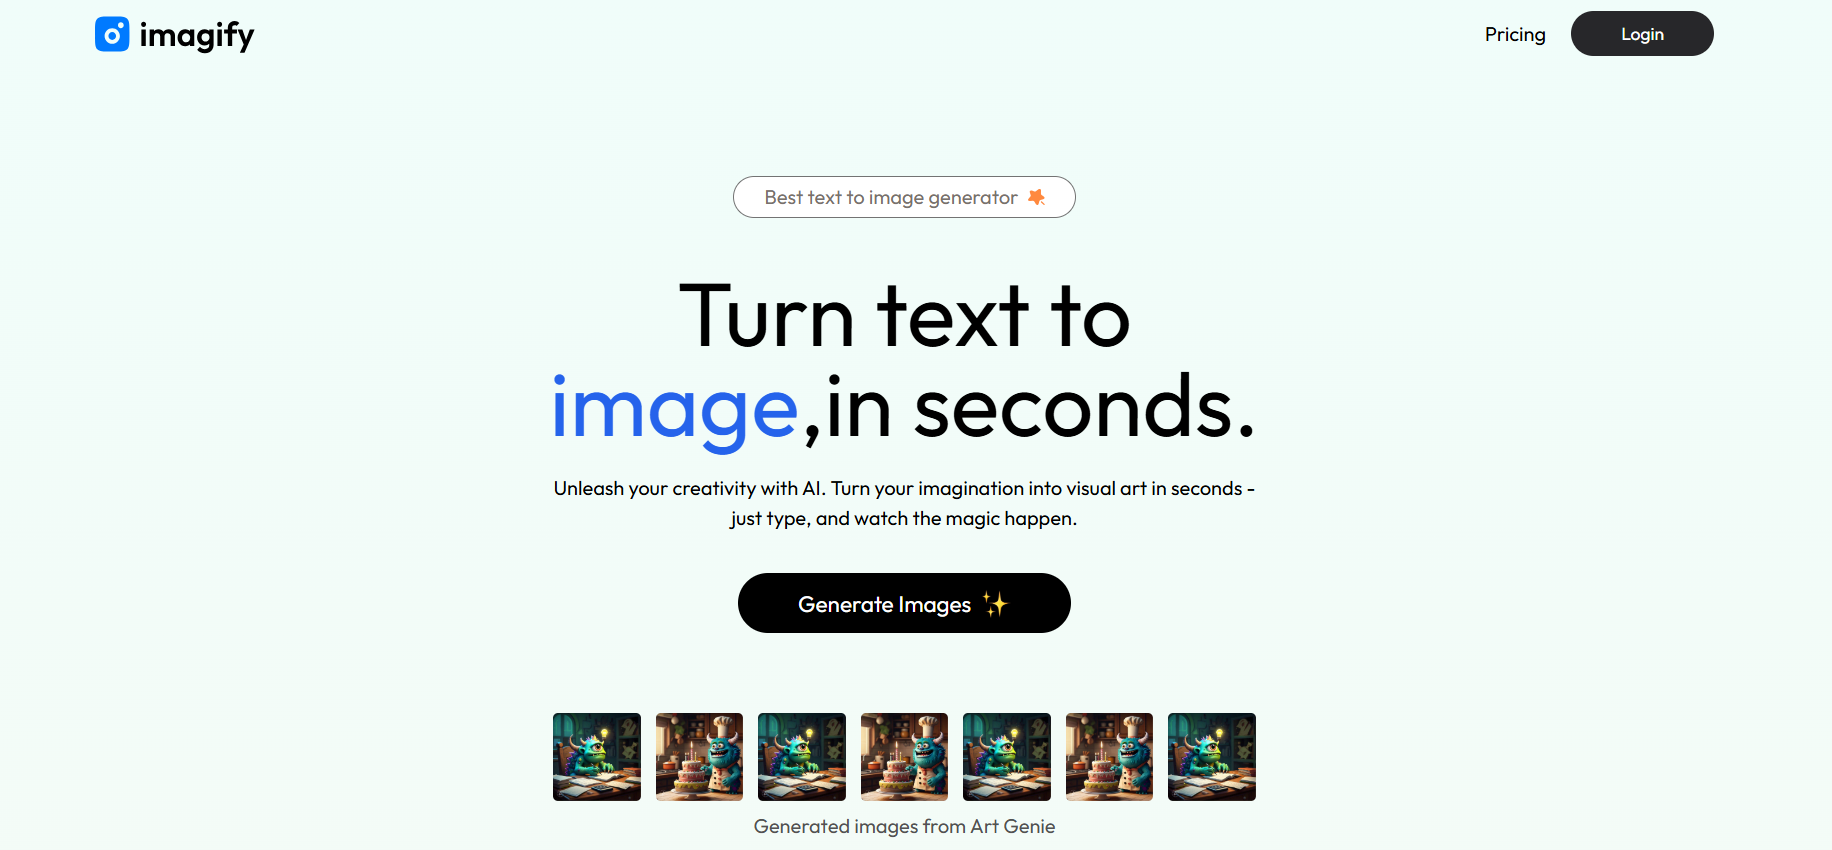 imagify
Pricing
Login
Best text to image generator
Turn text to
image,in seconds.
Unleash your creativity with AI. Turn your imagination into visual art in seconds -
just type, and watch the magic happen.
Generate Images ✨
Generated images from Art Genie